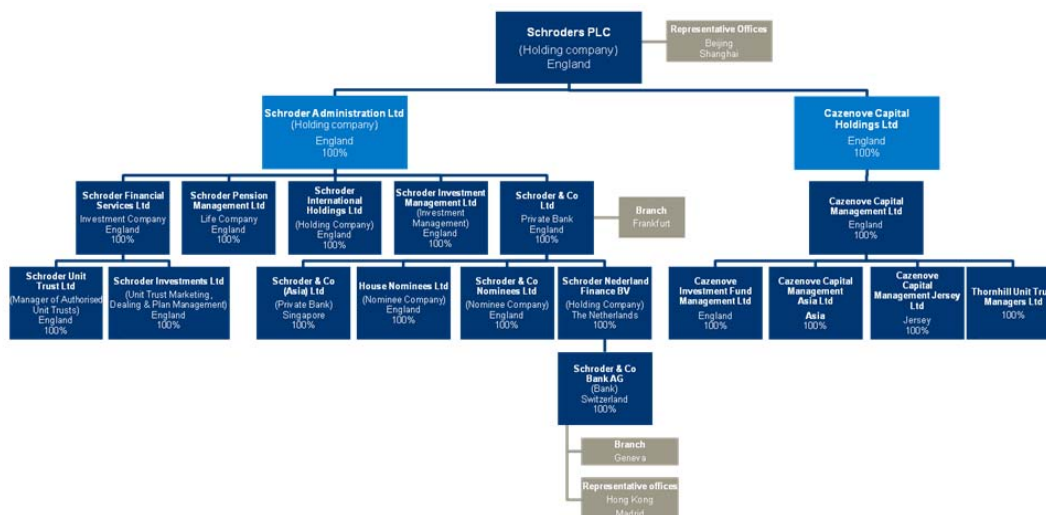 Schroders PLC
(Holding company)
England
Representative Offices
Beijing
Shanghai
Schroder Administration Ltd
(Holding company)
England
100%
Cazenove Capital
Holdings Ltd
England
100%
Schroder Financial
Services Ltd
Investment Company
England
100%
Schroder Pension
Management Ltd
Life Company
England
100%
Schroder
International
Holdings Ltd
(Holding Company)
England
100%
Schroder Investment
Management Ltd
(Investment
Management)
England
100%
Schroder & Co
Ltd
Private Bank
England
100%
Branch
Frankfurt
Cazenove Capital
Management Ltd
England
100%
Schroder Unit
Trust Ltd
(Manager of Authorised
Unit Trusts)
England
100%
Schroder Investments Ltd
(Unit Trust Marketing,
Dealing & Plan Management)
England
100%
Schroder & Co
(Asia) Ltd
(Private Bank)
Singapore
100%
House Nominees Ltd
(Nominee Company)
England
100%
Schroder & Co
Nominees Ltd
(Nominee Company)
England
100%
Schroder Nederland
Finance BV
(Holding Company)
The Netherlands
100%
Cazenove
Investment Fund
Management Ltd
England
100%
Cazenove Capital
Management
Asia Ltd
Asia
100%
Cazenove
Capital
Management Jersey
Ltd
Jersey
100%
Thornhill Unit Trust
Managers Ltd
100%
Schroder & Co
Bank AG
(Bank)
Switzerland
100%
Branch
Geneva
Representative offices
Hong Kong
Madrid